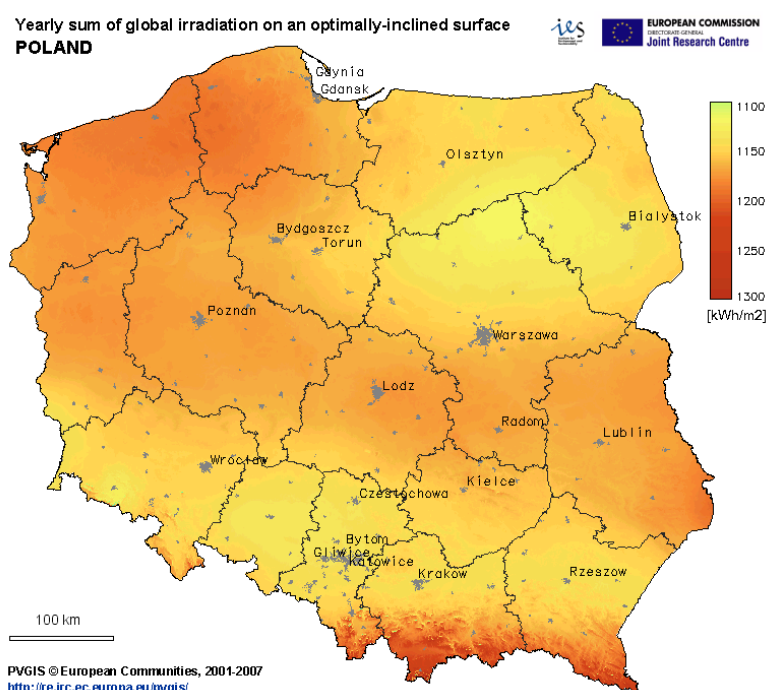 Yearly sum of global irradiation on an optimally-inclined surface
POLAND
ies
EUROPEAN COMMISSION
DIRECTORATE-GENERAL
Joint Research Centre
Gdynia
Gdansk
Olsztyn
Bialystok
Bydgoszcz
Torun
Poznan
Warszawa
Lodz
Radom
Lublin
Wroclaw
Kielce
Czestochowa
Bytom
Gliwice
Katowice
Krakow
Rzeszow
1100
1150
1200
1250
1300
[kWh/m2]
100 km
PVGIS © European Communities, 2001-2007
http://re.jrc.ec.europa.eu/pvgis/